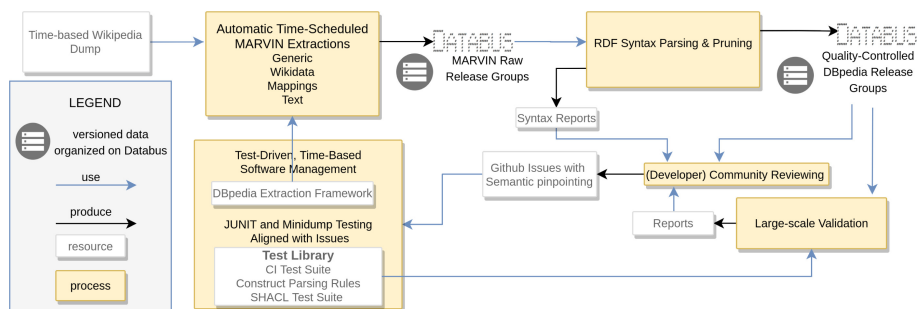 Time-based Wikipedia
Dump
Automatic Time-Scheduled
MARVIN Extractions
Generic
Wikidata
Mappings
Text
DATABUS
MARVIN Raw
Release Groups
RDF Syntax Parsing & Pruning
DATABUS
Quality-Controlled
DBpedia Release
Groups
LEGEND
versioned data
organized on Databus
use
produce
resource
process
Syntax Reports
Test-Driven, Time-Based
Software Management
DBpedia Extraction Framework
JUNIT and Minidump Testing
Aligned with Issues
Test Library
CI Test Suite
Construct Parsing Rules
SHACL Test Suite
Github Issues with
Semantic pinpointing
(Developer) Community Reviewing
Reports
Large-scale Validation